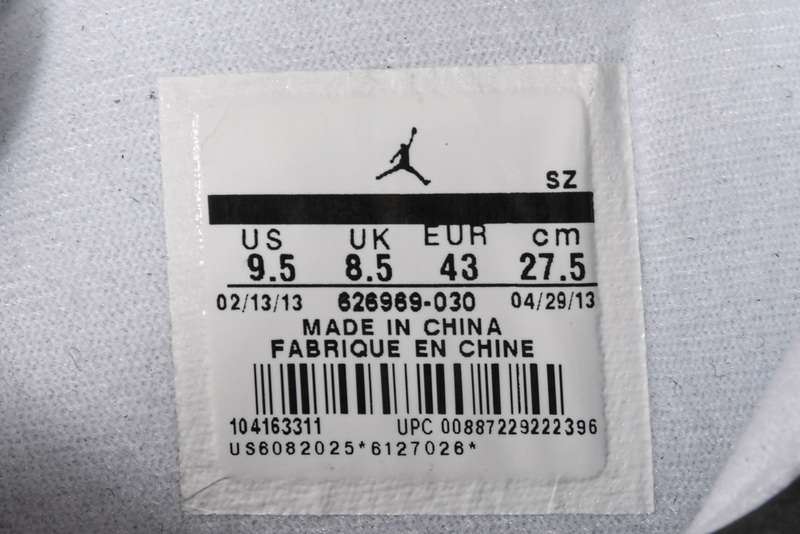 SZ
US UK EUR cm
9.5 8.5 43 27.5
02/13/13 626969-030 04/29/13
MADE IN CHINA
FABRIQUE EN CHINE
104163311 UPC 00887229222396
US6082025*6127026*